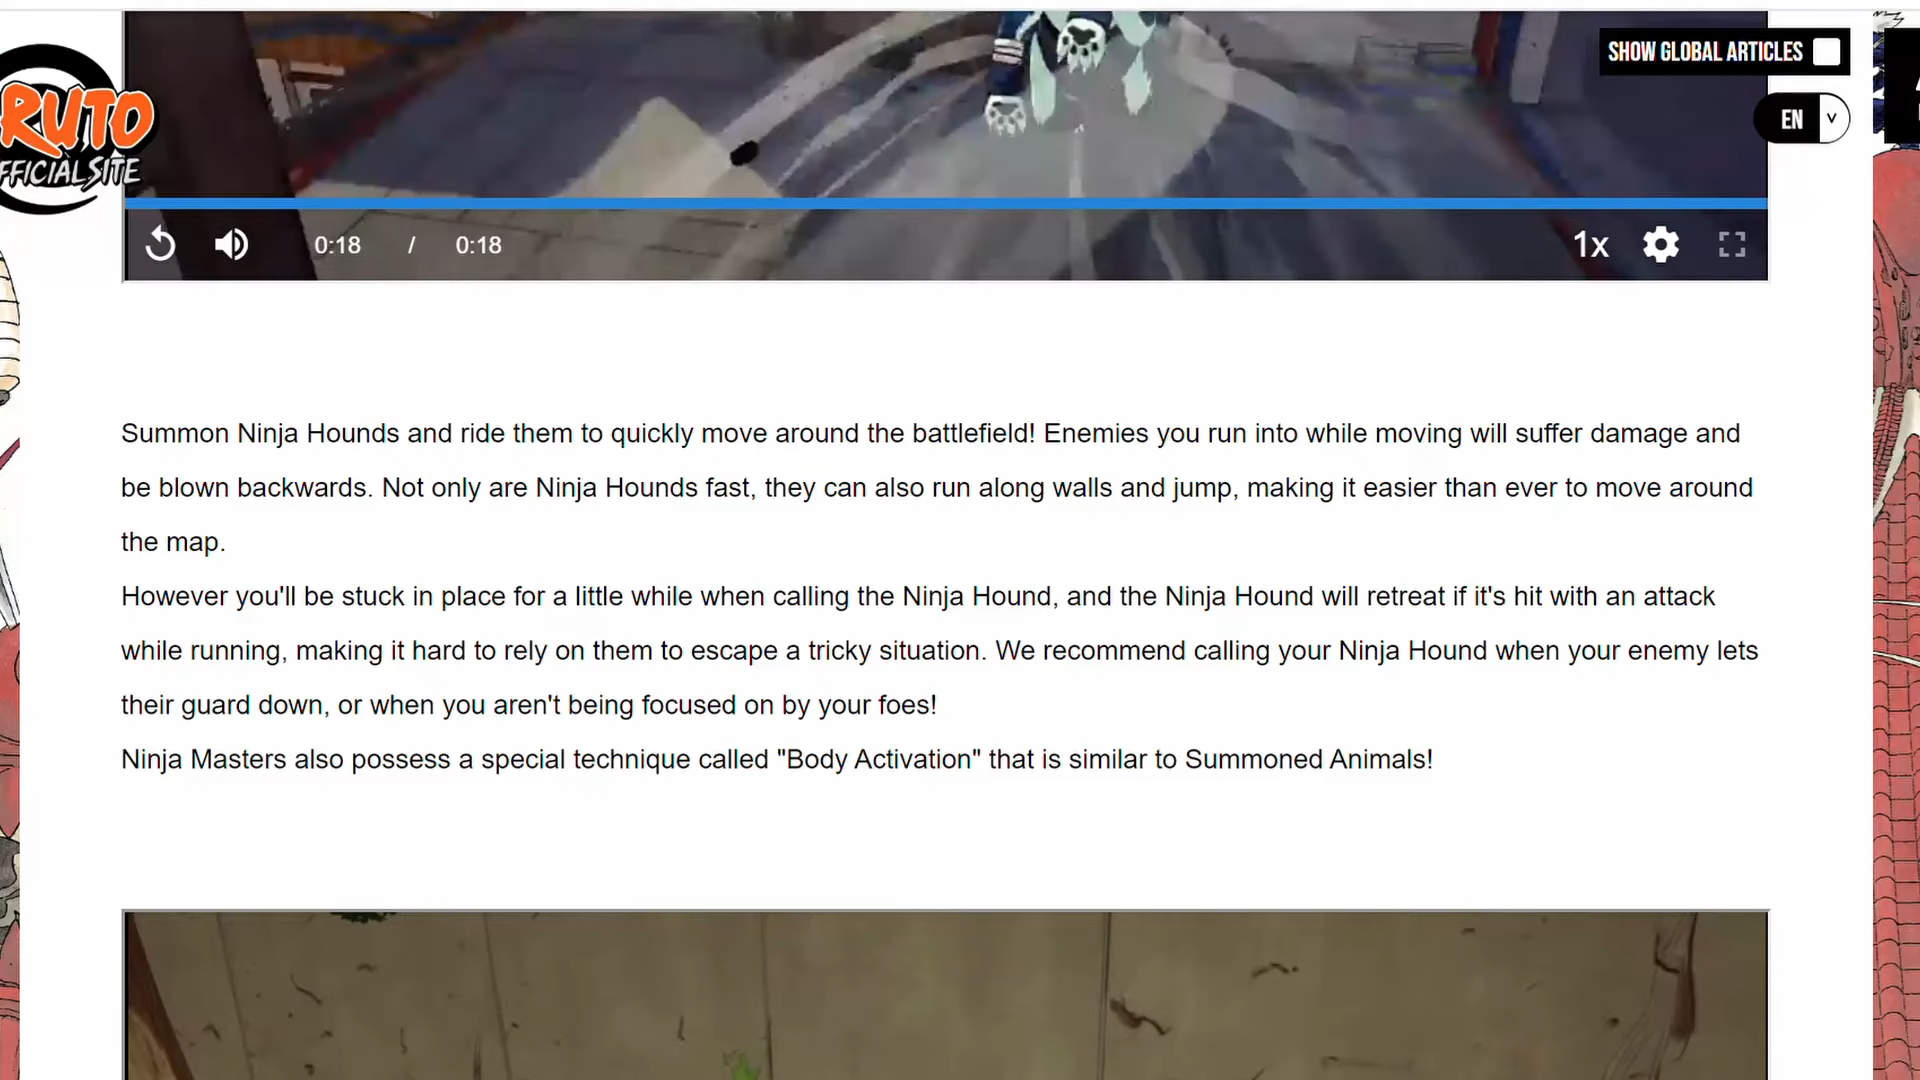 SHOW GLOBAL ARTICLES
RUTO
EN
FFICIAL SITE
0:18 / 0:18
1x
Summon Ninja Hounds and ride them to quickly move around the battlefield! Enemies you run into while moving will suffer damage and
be blown backwards. Not only are Ninja Hounds fast, they can also run along walls and jump, making it easier than ever to move around
the map.
However you'll be stuck in place for a little while when calling the Ninja Hound, and the Ninja Hound will retreat if it's hit with an attack
while running, making it hard to rely on them to escape a tricky situation. We recommend calling your Ninja Hound when your enemy lets
their guard down, or when you aren't being focused on by your foes!
Ninja Masters also possess a special technique called "Body Activation" that is similar to Summoned Animals!